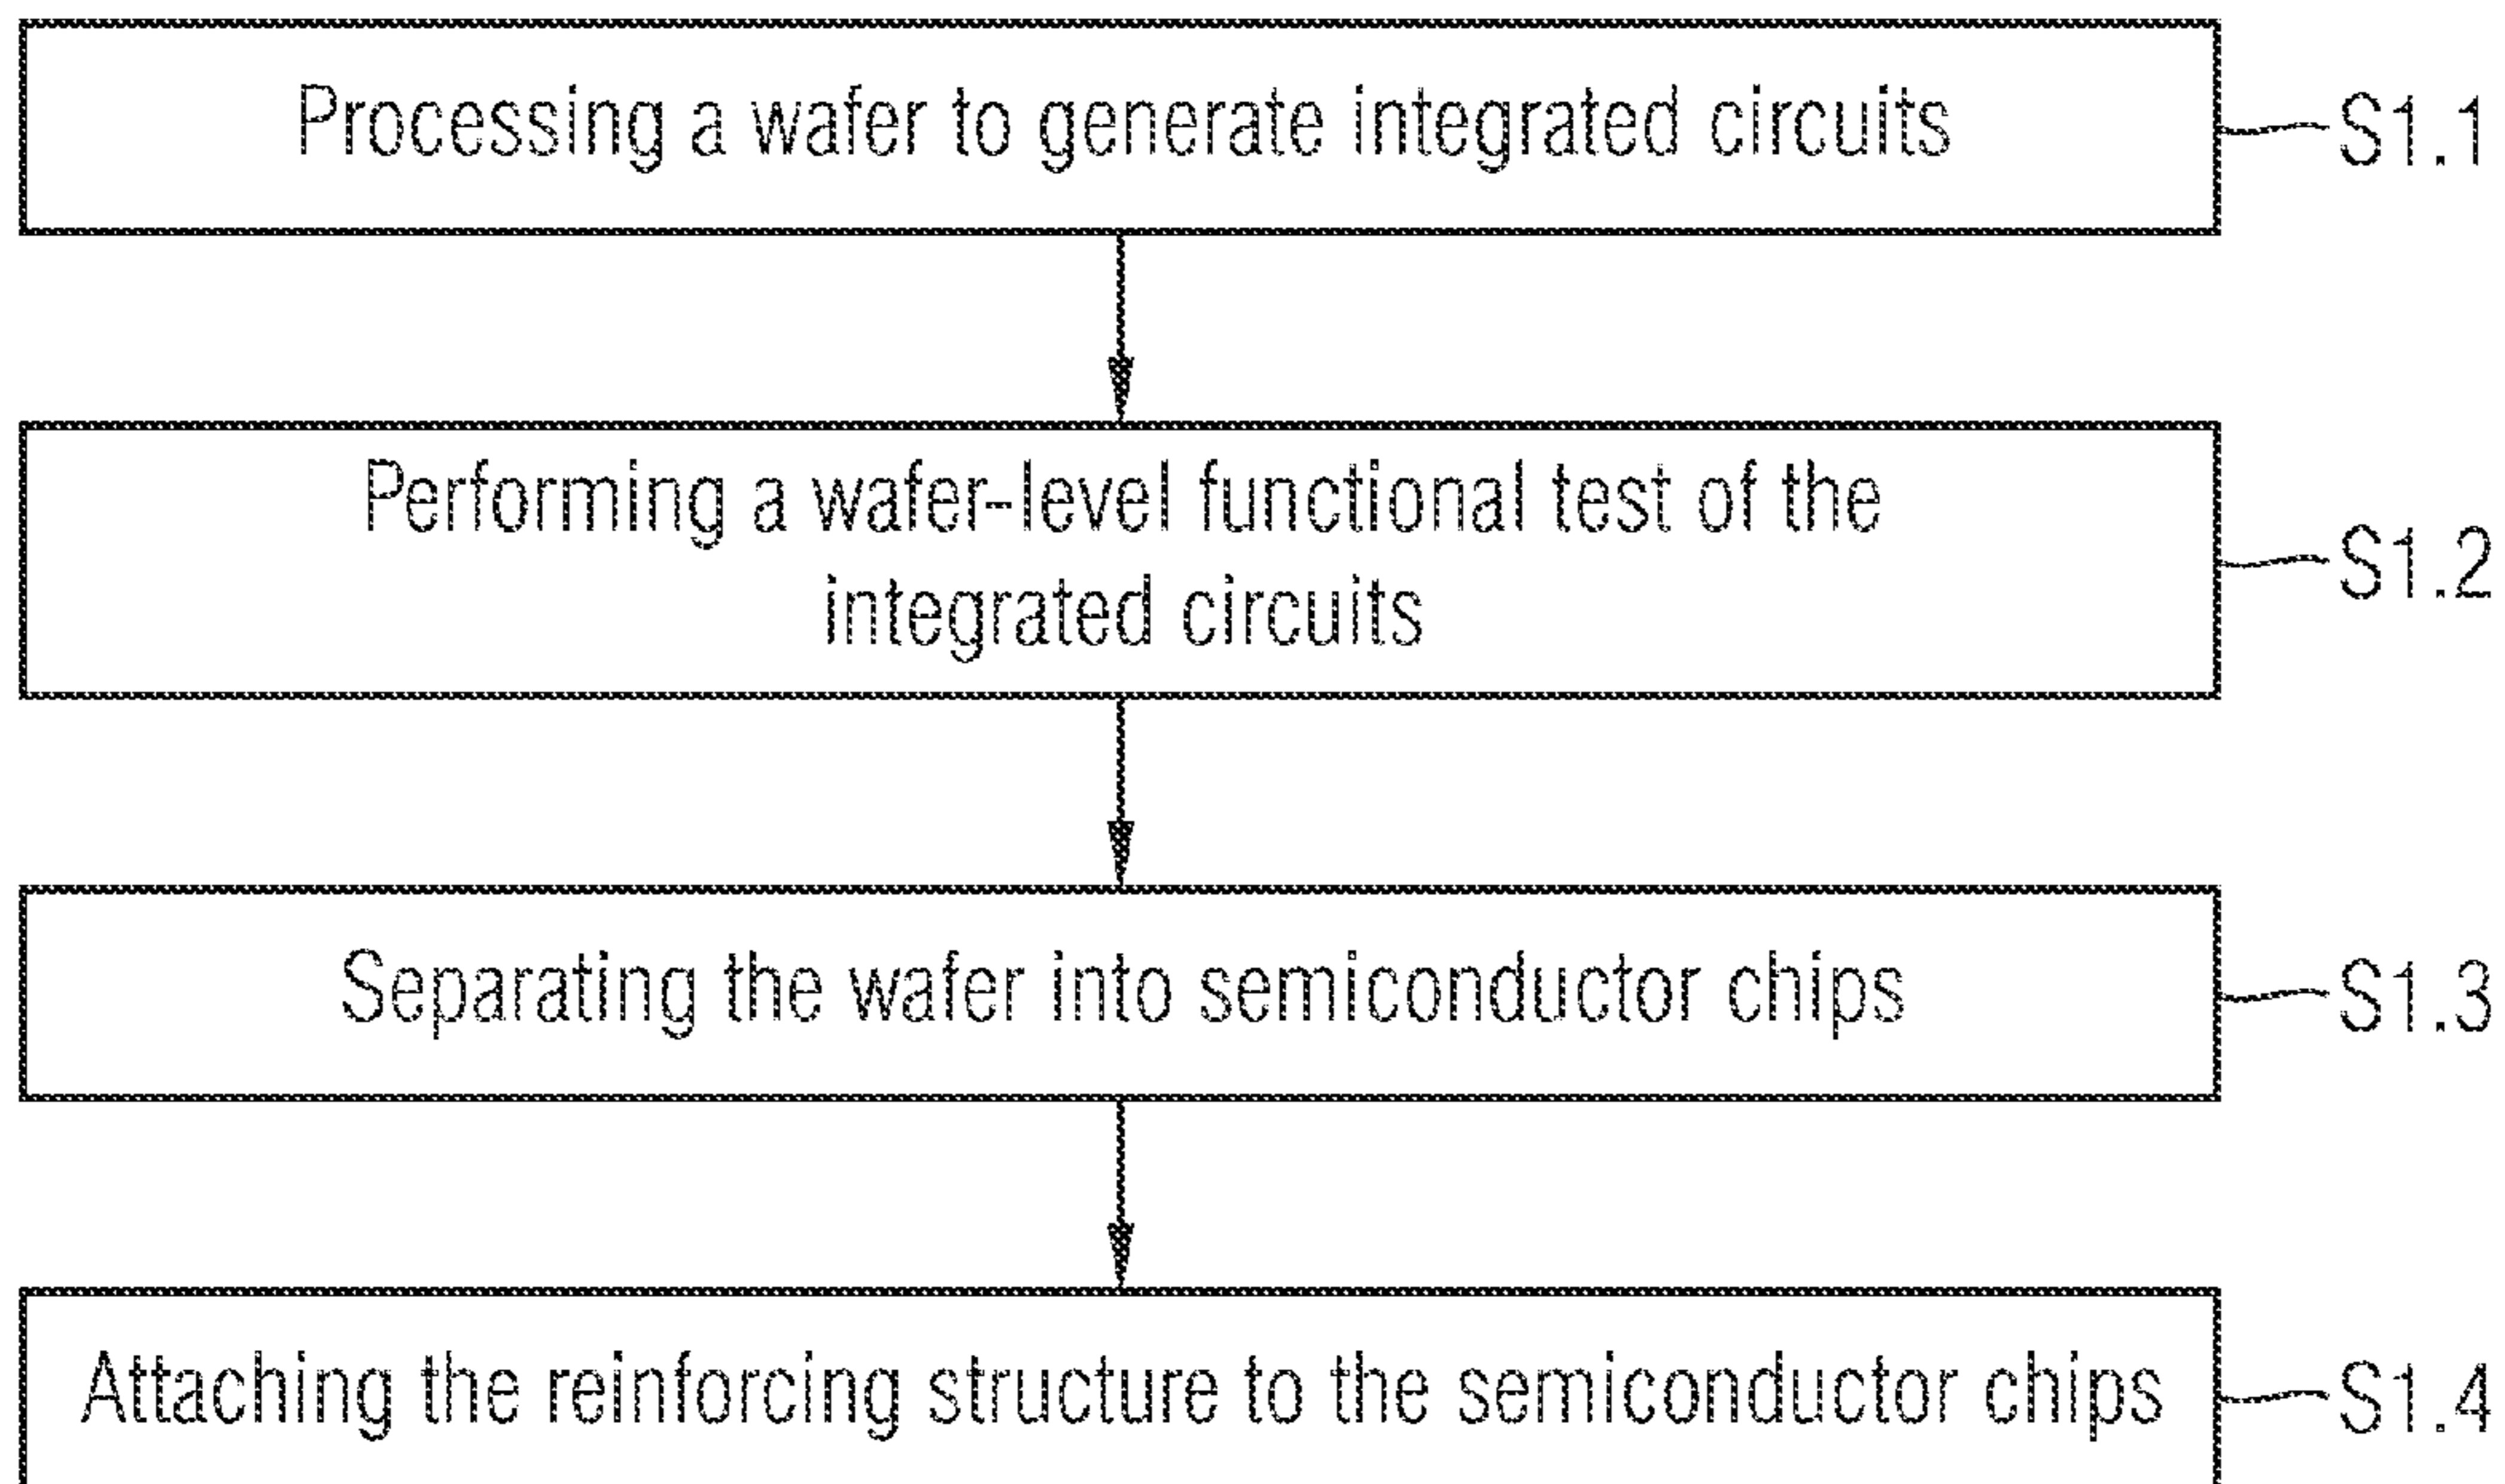 Processing a wafer to generate integrated circuits
S1.1
Performing a wafer-level functional test of the
integrated circuits
S1.2
Separating the wafer into semiconductor chips
S1.3
Attaching the reinforcing structure to the semiconductor chips
S1.4